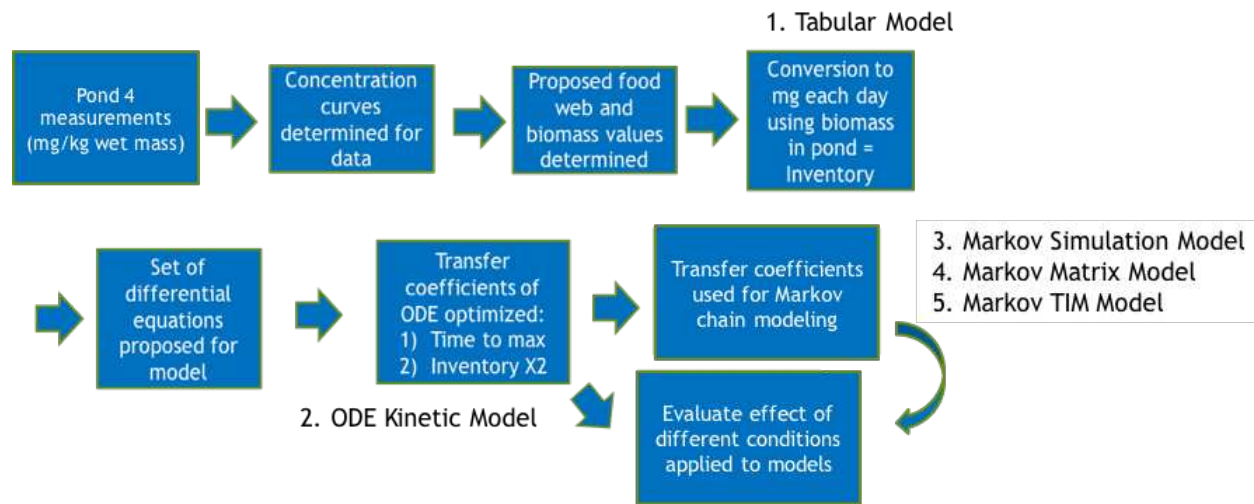 1. Tabular Model
Pond 4
measurements
(mg/kg wet mass)
Concentration
curves
determined for
data
Proposed food
web and
biomass values
determined
Conversion to
mg each day
using biomass
in pond =
Inventory
Set of
differential
equations
proposed for
model
Transfer
coefficients of
ODE optimized:
1) Time to max
2) Inventory X2
2. ODE Kinetic Model
Transfer coefficients
used for Markov
chain modeling
3. Markov Simulation Model
4. Markov Matrix Model
5. Markov TIM Model
Evaluate effect of
different conditions
applied to models